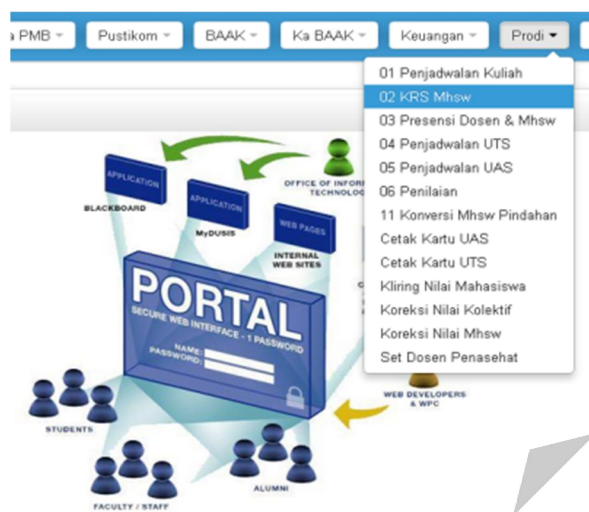 a PMB
Pustikom
BAAK
Ka BAAK
Keuangan
Prodi
01 Penjadwalan Kuliah
02 KRS Mhsw
03 Presensi Dosen & Mhsw
04 Penjadwalan UTS
05 Penjadwalan UAS
06 Penilaian
11 Konversi Mhsw Pindahan
Cetak Kartu UAS
Cetak Kartu UTS
Kliring Nilai Mahasiswa
Koreksi Nilai Kolektif
Koreksi Nilai Mhsw
Set Dosen Penasehat
OFFICE OF INFOR
TECHNOLOG
APPLICATION
BLACKBOARD
APPLICATION
MyDUSIS
WEB PAGES
INTERNAL
WEB SITES
PORTAL
SECURE WEB INTERFACE - 1 PASSWORD
NAME:
PASSWORD:
WEB DEVELOPERS
& WPC
STUDENTS
FACULTY / STAFF
ALUMNI